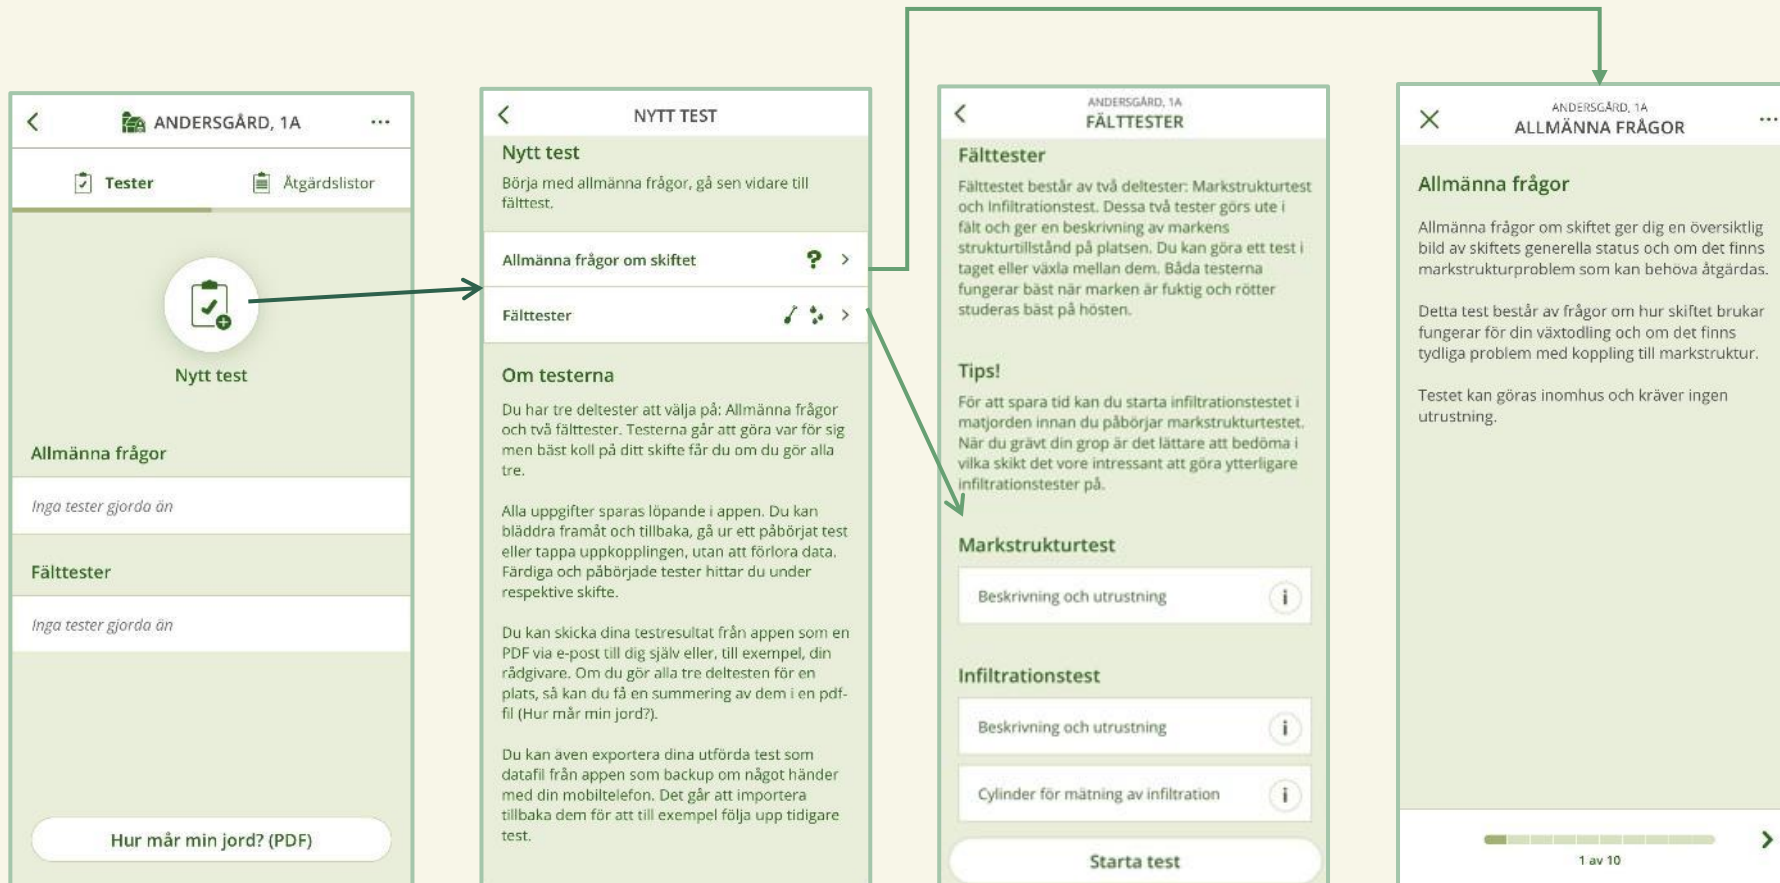 ANDERSGÅRD, 1A
Tester
Åtgärdslistor
Nytt test
Allmänna frågor
Inga tester gjorda än
Fälttester
Inga tester gjorda än
Hur mår min jord? (PDF)
NYTT TEST
Nytt test
Börja med allmänna frågor, gå sen vidare till
fälttest.
Allmänna frågor om skiftet
Fälttester
Om testerna
Du har tre deltester att välja på: Allmänna frågor
och två fälttester. Testerna går att göra var för sig
men bäst koll på ditt skifte får du om du gör alla
tre.
Alla uppgifter sparas löpande i appen. Du kan
bläddra framåt och tillbaka, gå ur ett påbörjat test
eller tappa uppkopplingen, utan att förlora data.
Färdiga och påbörjade tester hittar du under
respektive skifte.
Du kan skicka dina testresultat från appen som en
PDF via e-post till dig själv eller, till exempel, din
rådgivare. Om du gör alla tre deltesten för en
plats, så kan du få en summering av dem i en pdf-
fil (Hur mår min jord?).
Du kan även exportera dina utförda test som
datafil från appen som backup om något händer
med din mobiltelefon. Det går att importera
tillbaka dem för att till exempel följa upp tidigare
test.
ANDERSGÅRD, 1A
FÄLTTESTER
Fälttester
Fälttestet består av två deltester: Markstrukturtest
och Infiltrationstest. Dessa två tester görs ute i
fält och ger en beskrivning av markens
strukturtillstånd på platsen. Du kan göra ett test i
taget eller växla mellan dem. Båda testerna
fungerar bäst när marken är fuktig och rötter
studeras bäst på hösten.
Tips!
För att spara tid kan du starta infiltrationstestet i
matjorden innan du påbörjar markstrukturtestet.
När du grävt din grop är det lättare att bedöma i
vilka skikt det vore intressant att göra ytterligare
infiltrationstester på.
Markstrukturtest
Beskrivning och utrustning
Infiltrationstest
Beskrivning och utrustning
Cylinder för mätning av infiltration
Starta test
ANDERSGÅRD, 1A
ALLMÄNNA FRÅGOR
Allmänna frågor
Allmänna frågor om skiftet ger dig en översiktlig
bild av skiftets generella status och om det finns
markstrukturproblem som kan behöva åtgärdas.
Detta test består av frågor om hur skiftet brukar
fungerar för din växtodling och om det finns
tydliga problem med koppling till markstruktur.
Testet kan göras inomhus och kräver ingen
utrustning.
1 av 10